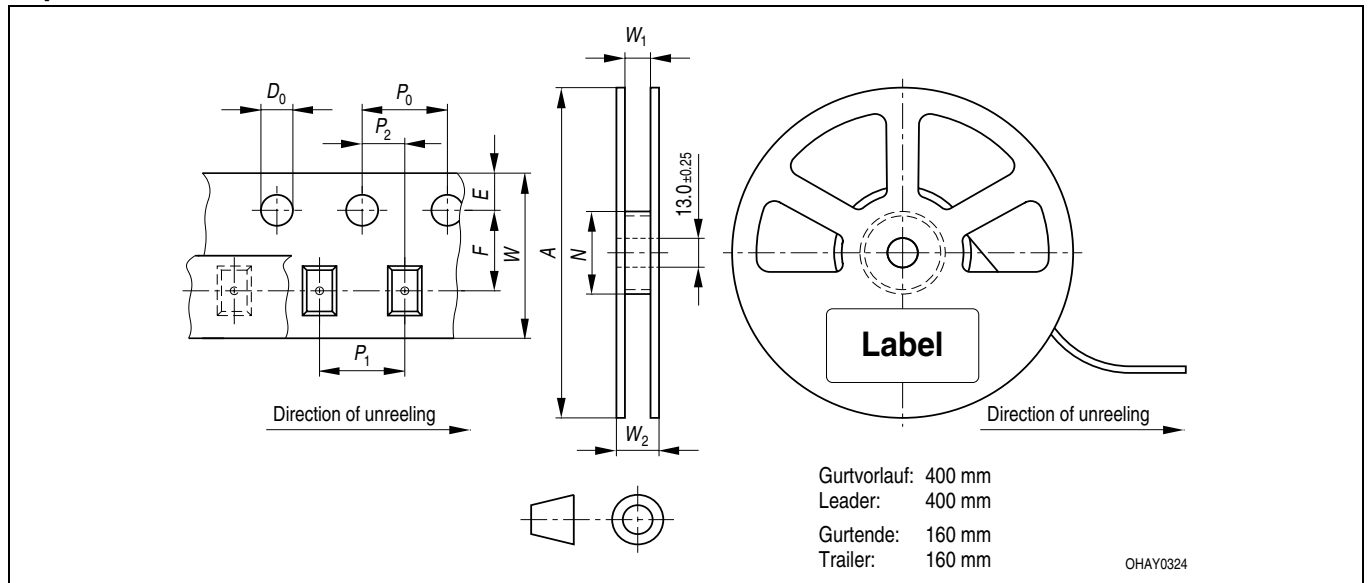 W₁
D₀
P₀
P₂
E
F
W
A
N
13.0 ±0.25
P₁
W₂
Label
Direction of unreeling
Direction of unreeling
Gurtvorlauf: 400 mm
Leader: 400 mm
Gurtende: 160 mm
Trailer: 160 mm
OHAY0324